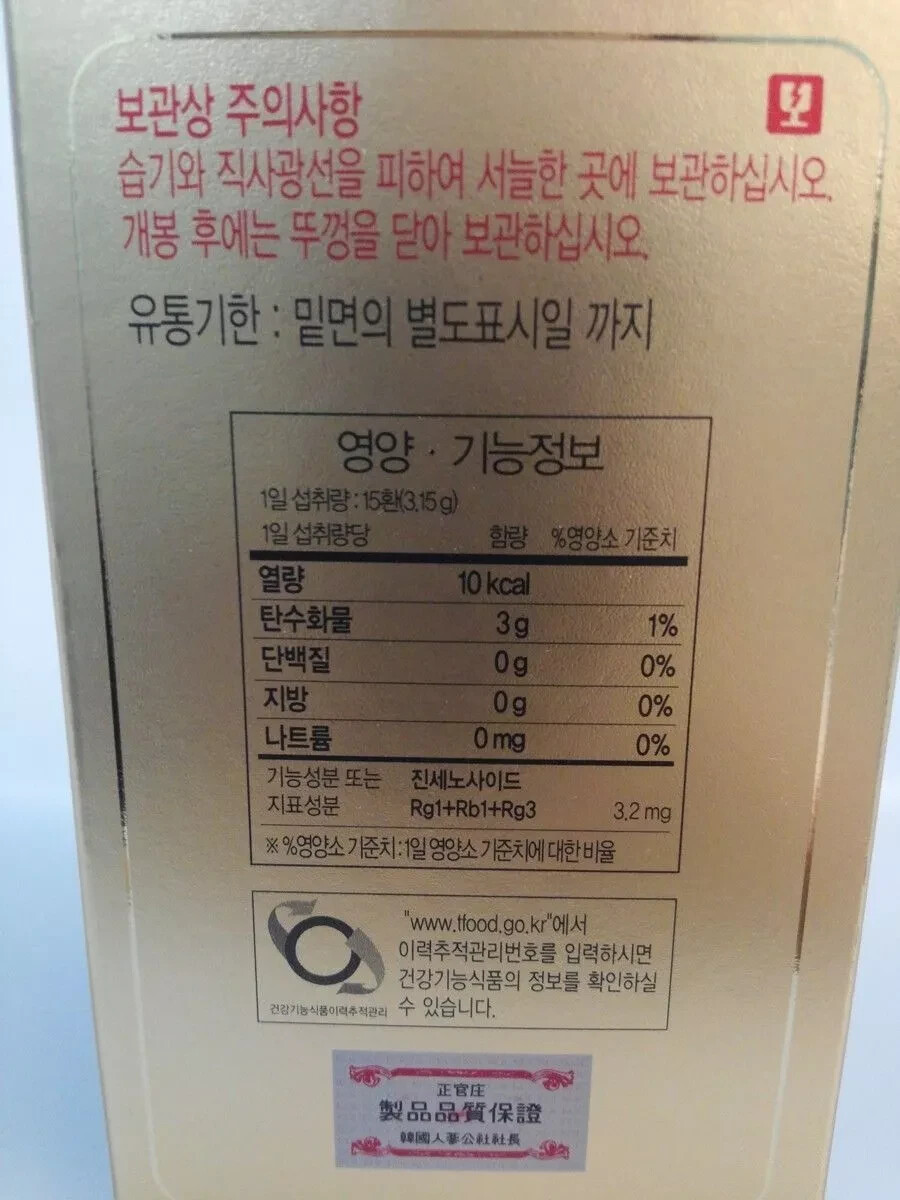 보관상 주의사항
습기와 직사광선을 피하여 서늘한 곳에 보관하십시오.
개봉 후에는 뚜껑을 닫아 보관하십시오.
유통기한 : 밑면의 별도표시일 까지
영양 · 기능정보
1일 섭취량 : 15환(3.15 g)
1일 섭취량당 함량 %영양소 기준치
열량 10 kcal
탄수화물 3 g 1%
단백질 0 g 0%
지방 0 g 0%
나트륨 0 mg 0%
기능성분 또는 진세노사이드
지표성분 Rg1+Rb1+Rg3 3.2 mg
※ %영양소 기준치 : 1일 영양소 기준치에 대한 비율
"www.tfood.go.kr"에서
이력추적관리번호를 입력하시면
건강기능식품의 정보를 확인하실
수 있습니다.
건강기능식품이력추적관리
正官庄
製品品質保證
韓國人蔘公社社長